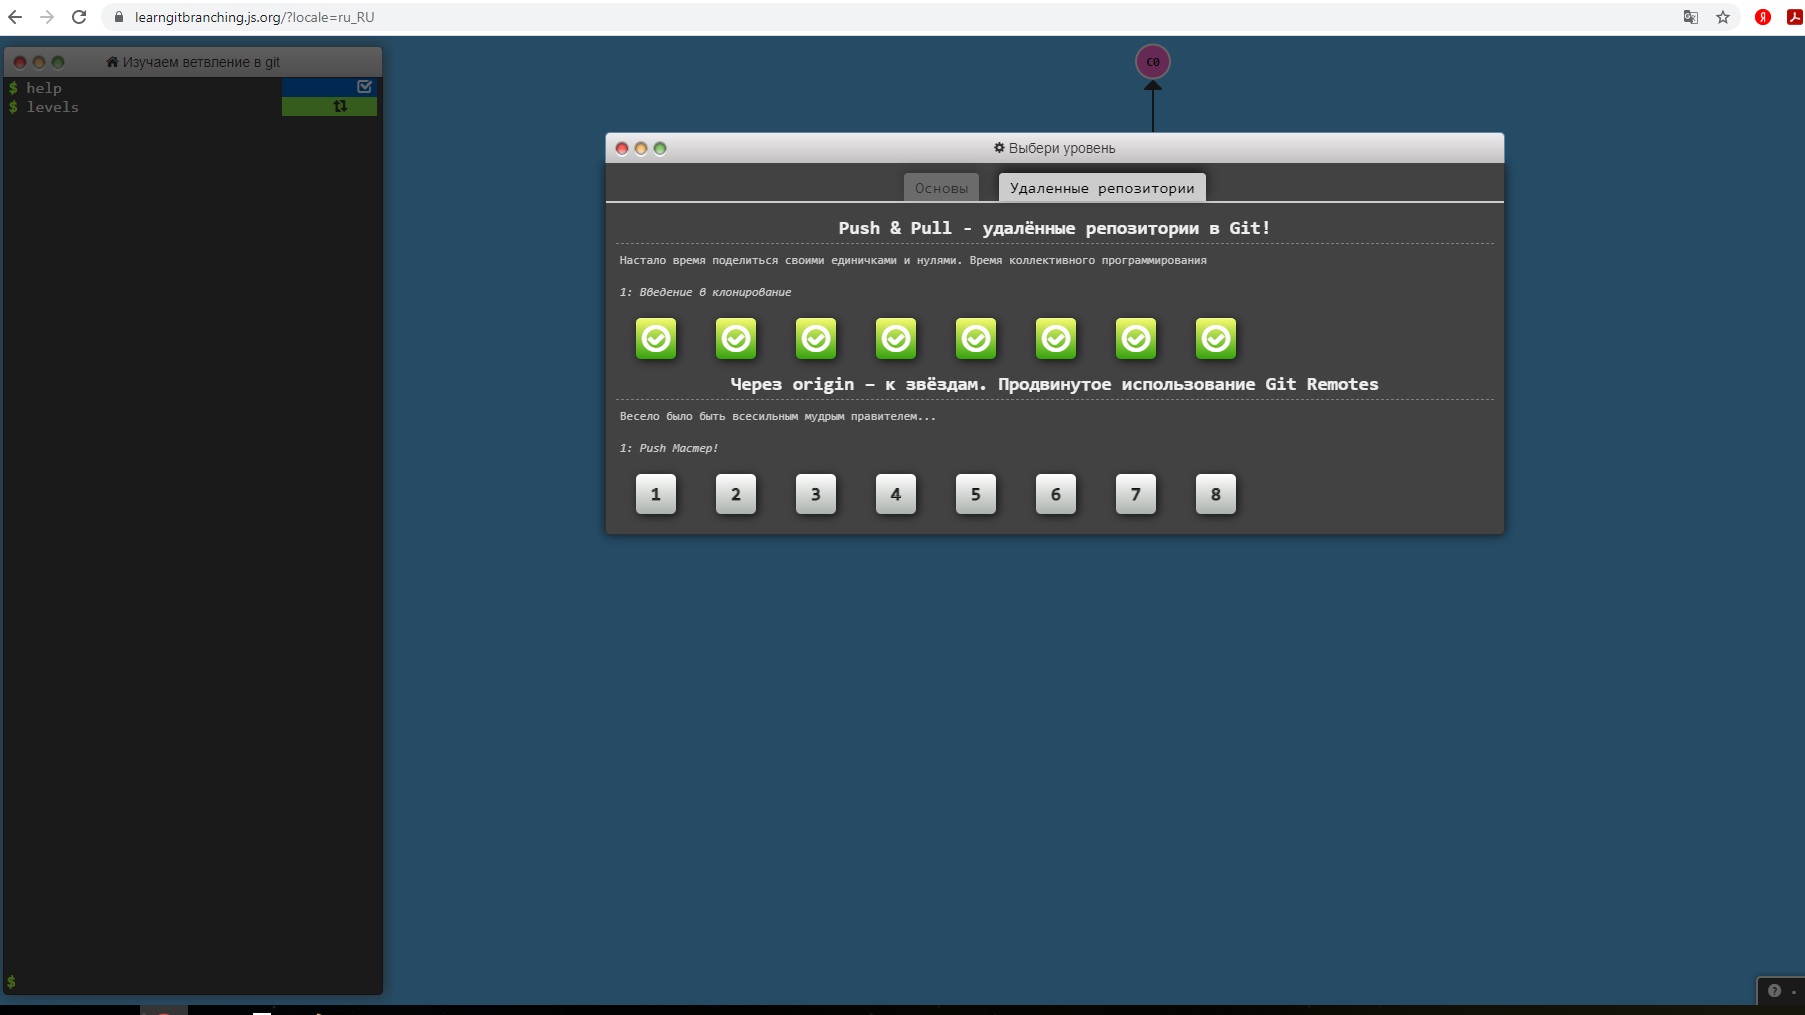 learngitbranching.js.org/?locale=ru_RU
Изучаем ветвление в git
$ help
$ levels
C0
Выбери уровень
Основы
Удаленные репозитории
Push & Pull - удалённые репозитории в Git!
Настало время поделиться своими единичками и нулями. Время коллективного программирования
1: Введение в клонирование
Через origin – к звёздам. Продвинутое использование Git Remotes
Весело было быть всесильным мудрым правителем...
1: Push Мастер!
1 2 3 4 5 6 7 8
$